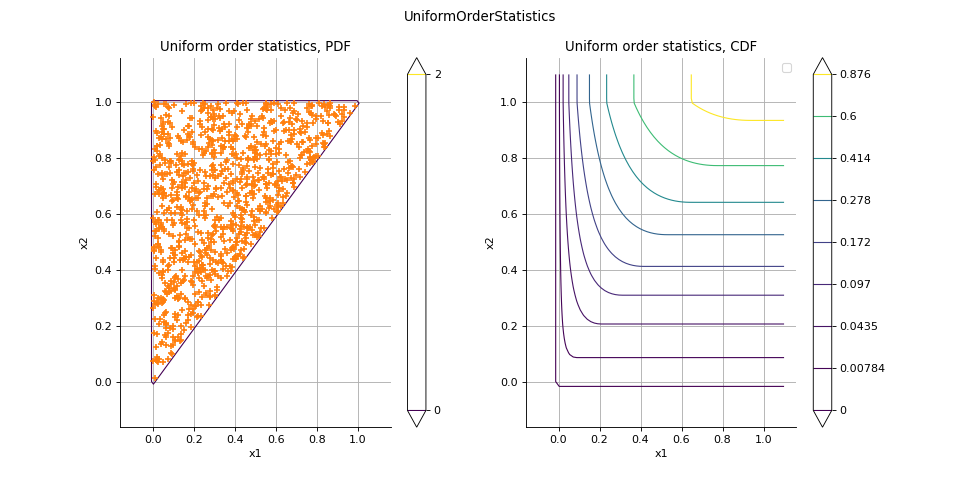 UniformOrderStatistics
Uniform order statistics, PDF
x2
1.0
0.8
0.6
0.4
0.2
0.0
0.0 0.2 0.4 0.6 0.8 1.0
x1
2
0
Uniform order statistics, CDF
x2
1.0
0.8
0.6
0.4
0.2
0.0
0.0 0.2 0.4 0.6 0.8 1.0
x1
0.876
0.6
0.414
0.278
0.172
0.097
0.0435
0.00784
0